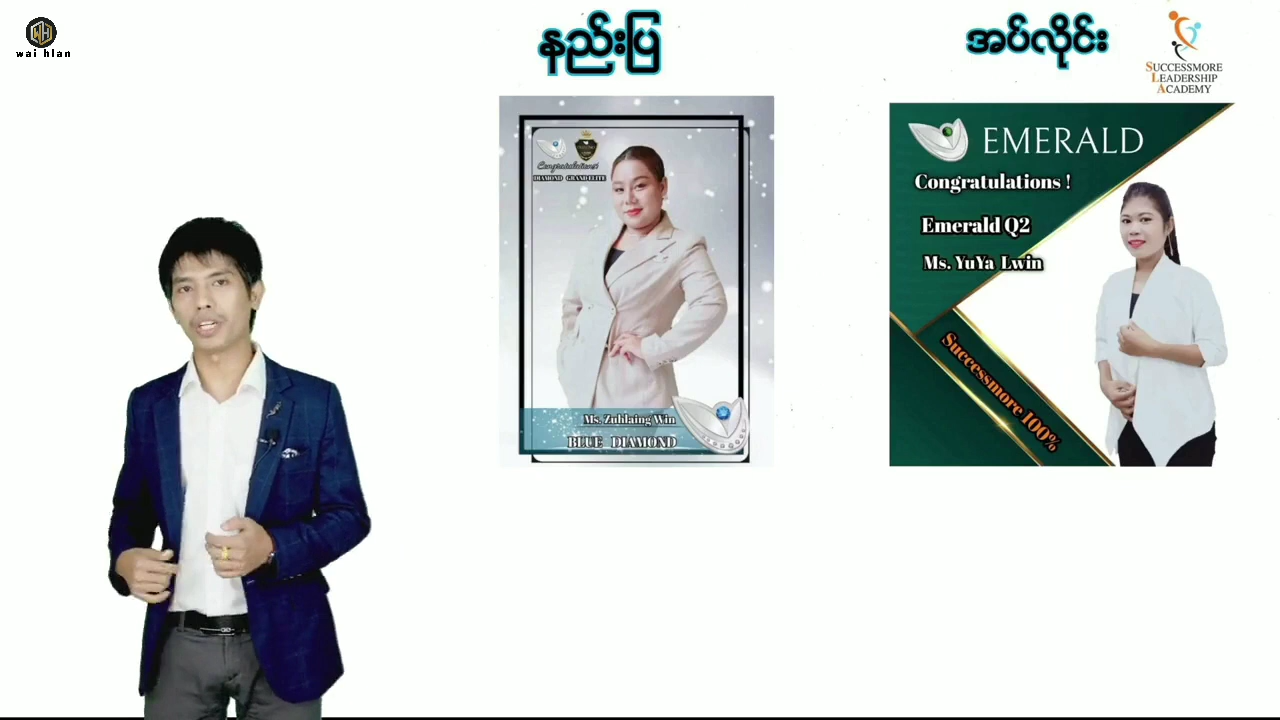 wai hlan
နည်းပြ
အပ်လိုင်း
SUCCESSMORE
LEADERSHIP
ACADEMY
Congratulations!
DIAMOND GRAND ELITE
Ms. Zuhlaing Win
BLUE DIAMOND
EMERALD
Congratulations !
Emerald Q2
Ms. YuYa Lwin
Successmore 100%